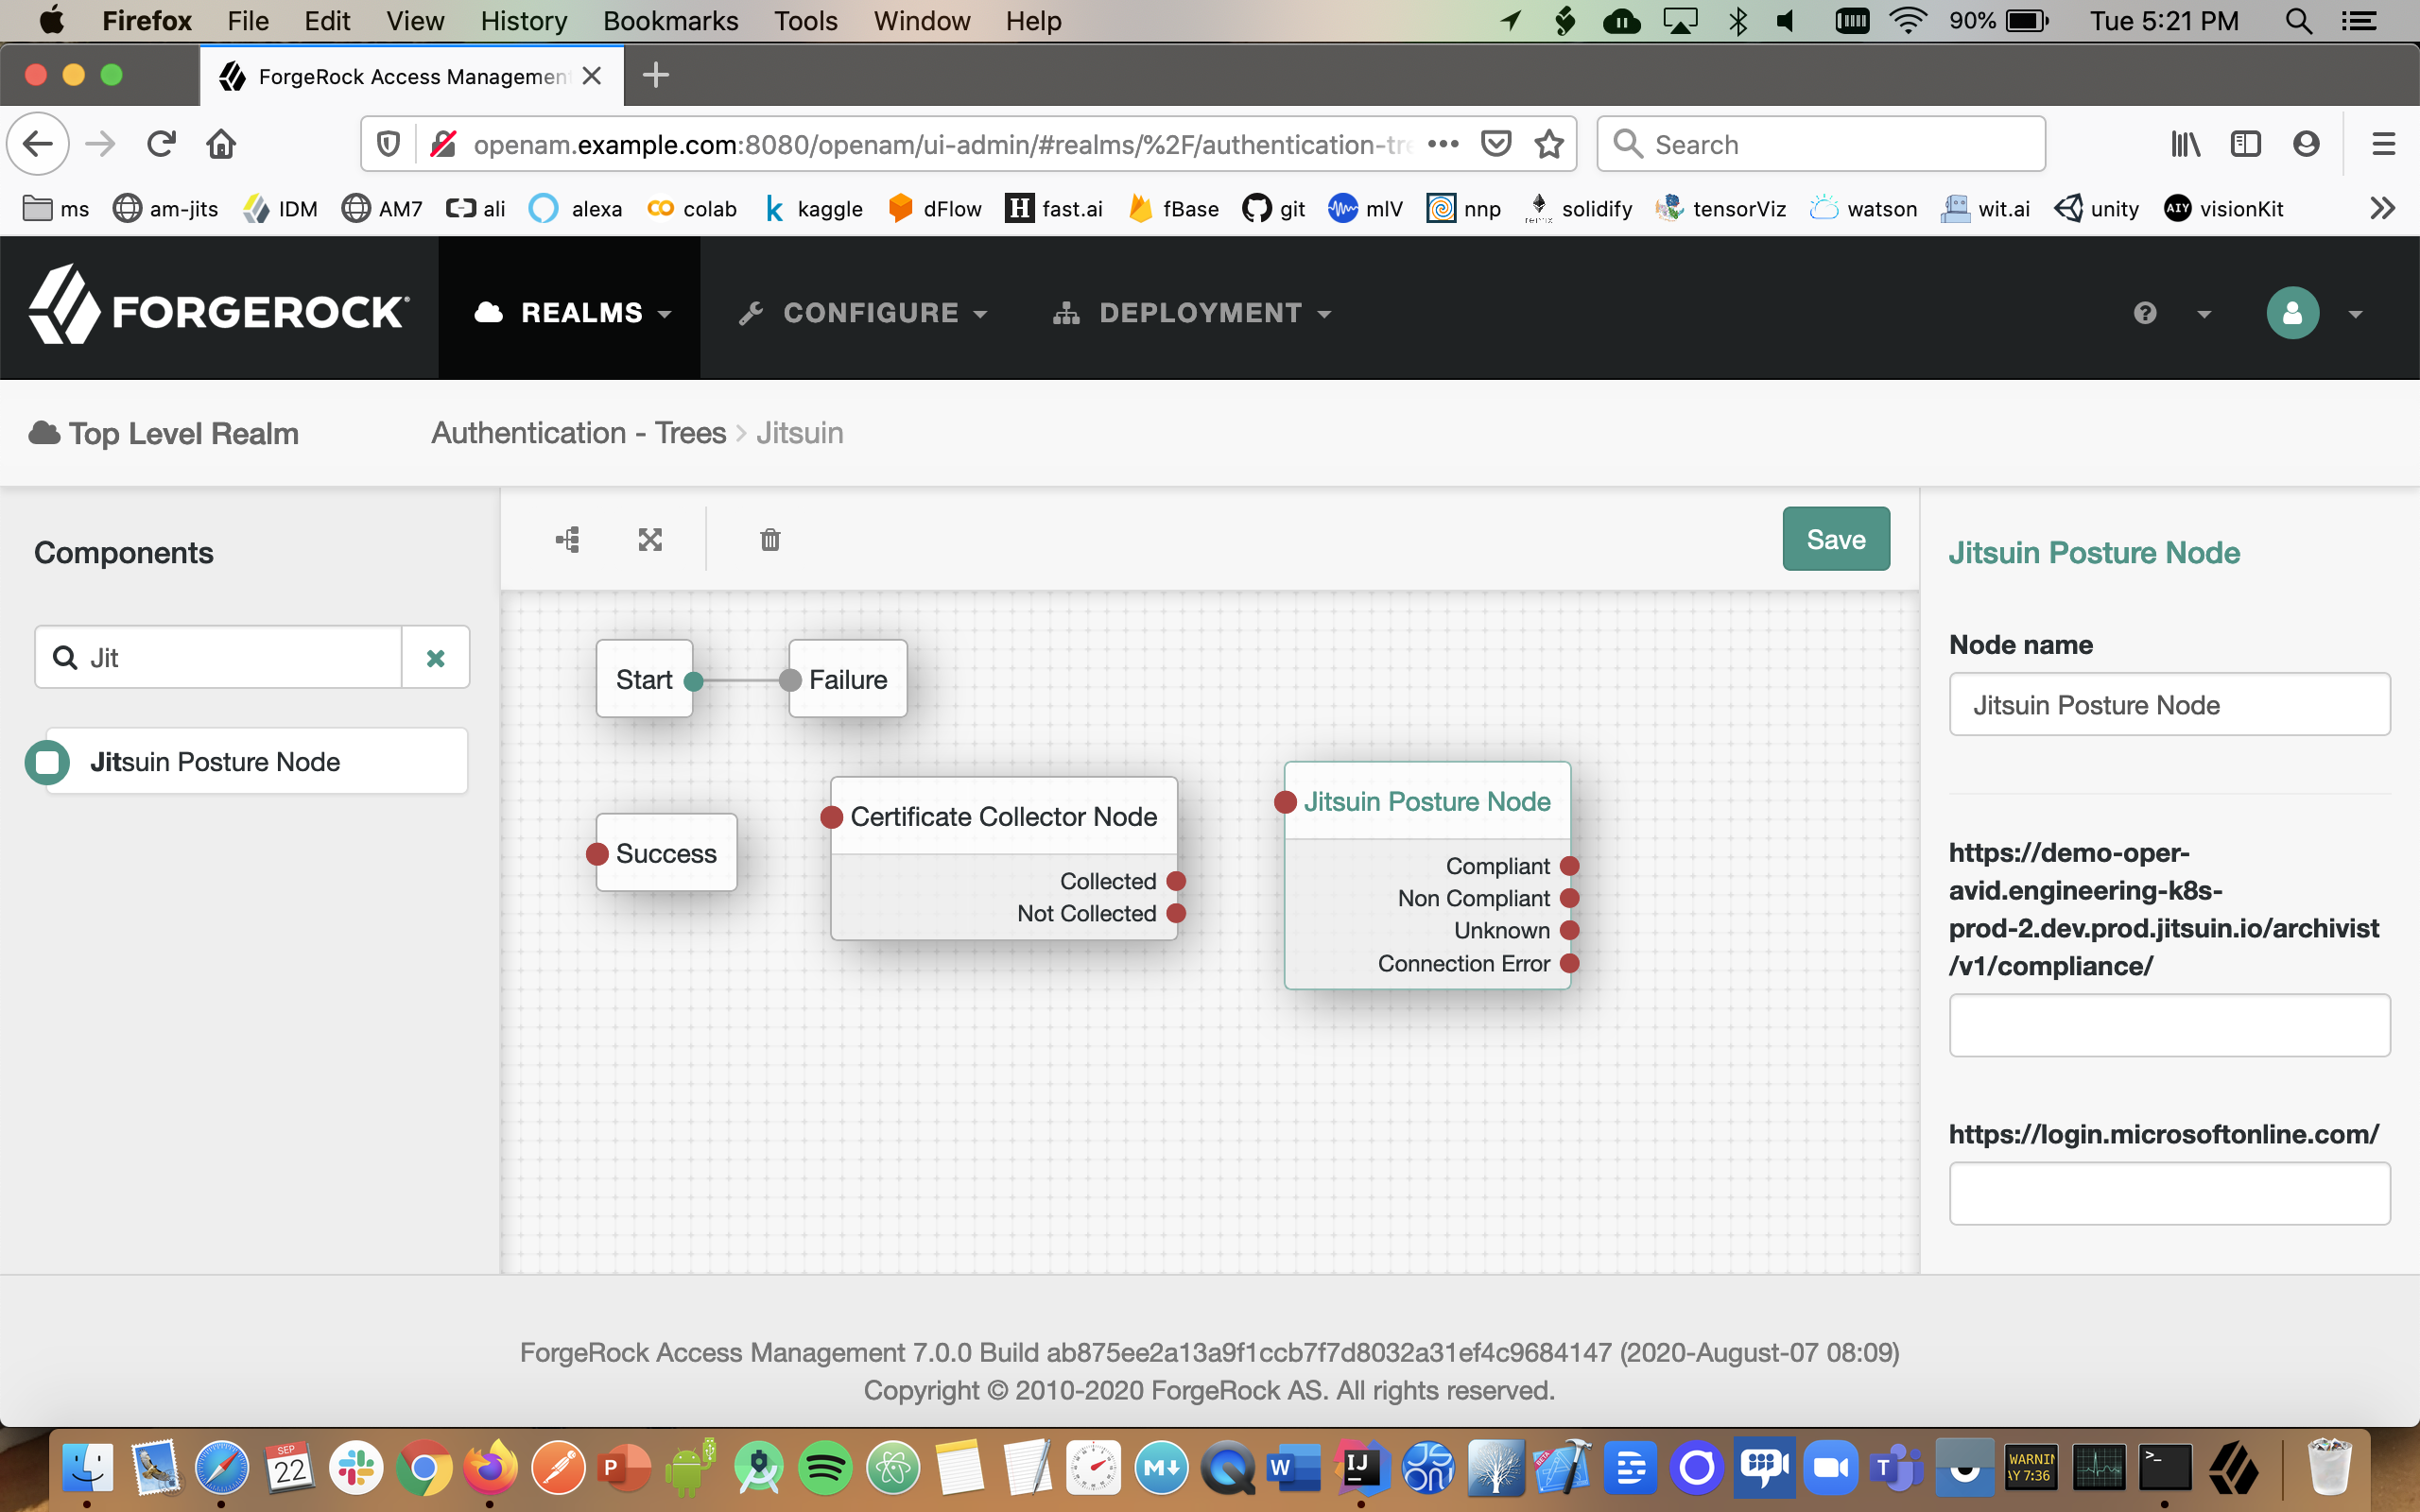 Firefox File Edit View History Bookmarks Tools Window Help 90% Tue 5:21 PM
ForgeRock Access Managemen
openam.example.com:8080/openam/ui-admin/#realms/%2F/authentication-tre
Search
ms am-jits IDM AM7 ali alexa colab kaggle dFlow fast.ai fBase git mlV nnp solidify tensorViz watson wit.ai unity visionKit
FORGEROCK REALMS CONFIGURE DEPLOYMENT
Top Level Realm Authentication - Trees > Jitsuin
Components
Save
Jitsuin Posture Node
Jit
Jitsuin Posture Node
Start
Failure
Success
Certificate Collector Node
Collected
Not Collected
Jitsuin Posture Node
Compliant
Non Compliant
Unknown
Connection Error
Node name
Jitsuin Posture Node
https://demo-oper-
avid.engineering-k8s-
prod-2.dev.prod.jitsuin.io/archivist
/v1/compliance/
https://login.microsoftonline.com/
ForgeRock Access Management 7.0.0 Build ab875ee2a13a9f1ccb7f7d8032a31ef4c9684147 (2020-August-07 08:09)
Copyright © 2010-2020 ForgeRock AS. All rights reserved.
SEP
22
WARNIN
AY 7:36